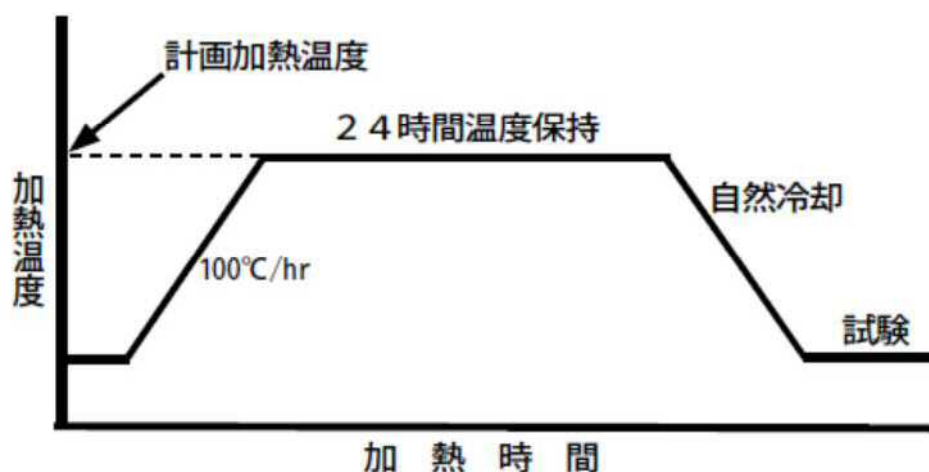 計画加熱温度
２４時間温度保持
加熱温度
自然冷却
100℃/hr
試験
加熱時間